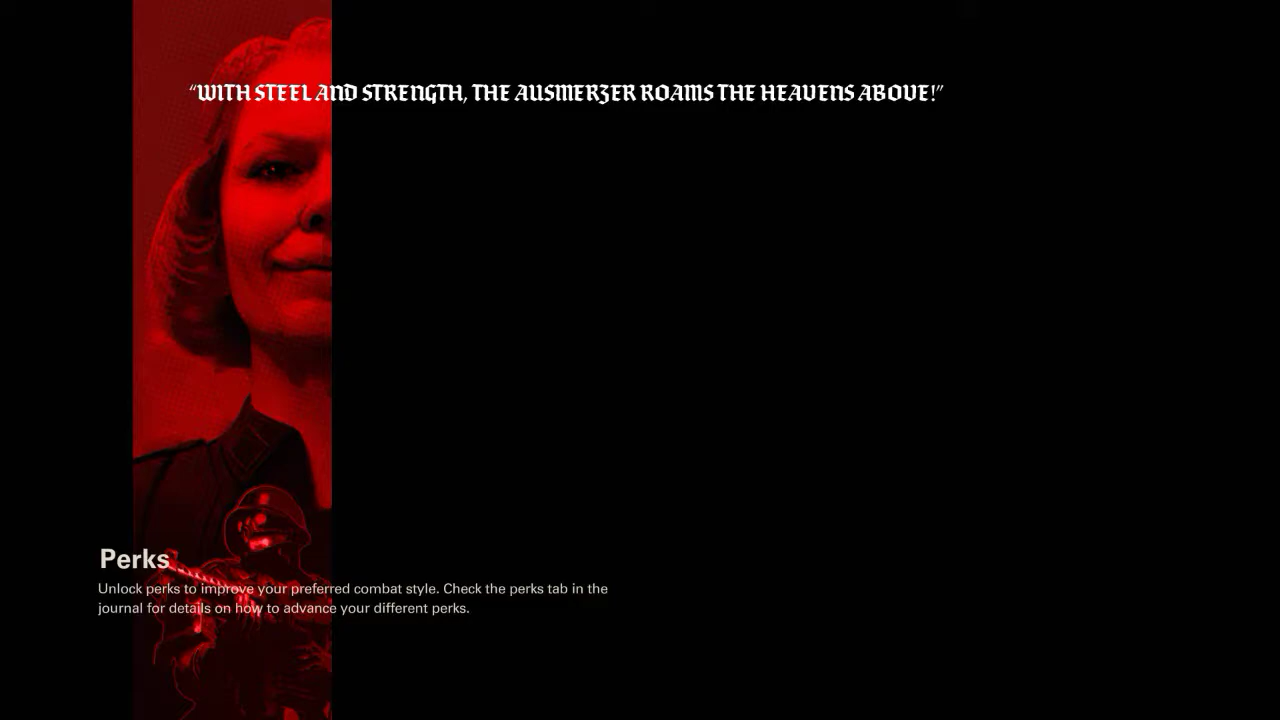 “WITH STEEL AND STRENGTH, THE AUSMERZER ROAMS THE HEAVENS ABOVE!”
Perks
Unlock perks to improve your preferred combat style. Check the perks tab in the
journal for details on how to advance your different perks.